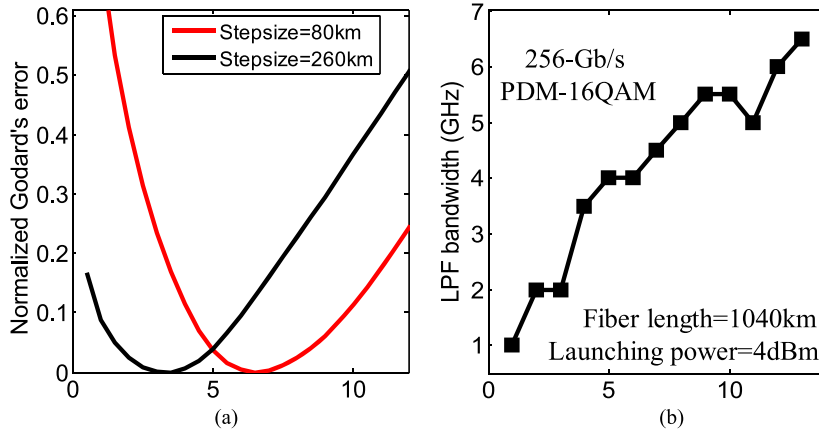 Normalized Godard's error
0.6
0.5
0.4
0.3
0.2
0.1
0
0
5
10
Stepsize=80km
Stepsize=260km
(a)
LPF bandwidth (GHz)
7
6
5
4
3
2
1
0
5
10
256-Gb/s
PDM-16QAM
Fiber length=1040km
Launching power=4dBm
(b)